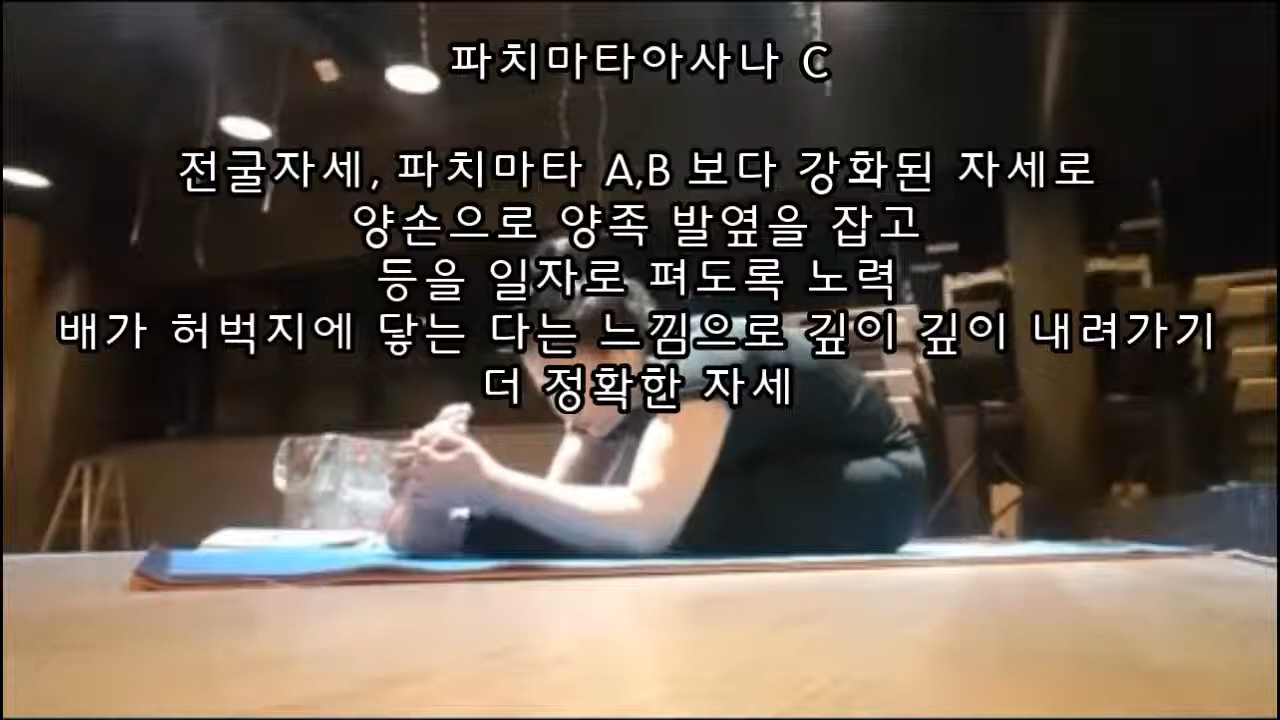 파치마타아사나 C
전굴자세, 파치마타 A,B 보다 강화된 자세로
양손으로 양족 발옆을 잡고
등을 일자로 펴도록 노력
배가 허벅지에 닿는 다는 느낌으로 깊이 깊이 내려가기
더 정확한 자세